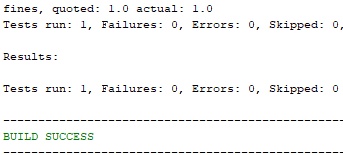 fines, quoted: 1.0 actual: 1.0
Tests run: 1, Failures: 0, Errors: 0, Skipped: 0,
Results:
Tests run: 1, Failures: 0, Errors: 0, Skipped: 0
------------------------------------------------
BUILD SUCCESS
------------------------------------------------